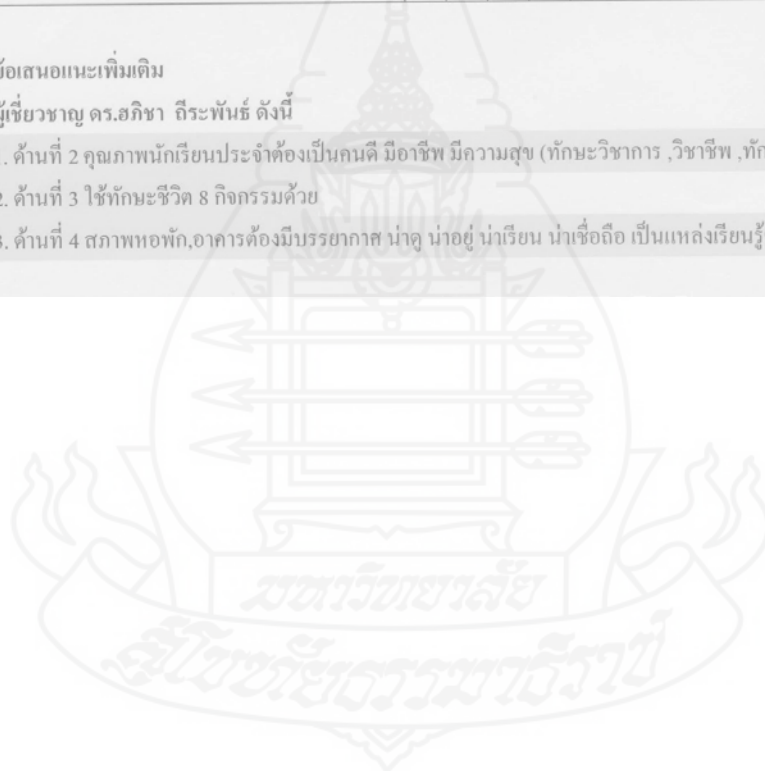 ข้อเสนอแนะเพิ่มเติม
ผู้เชี่ยวชาญ ดร.ฮภิชา ถีระพันธ์ ดังนี้
1. ด้านที่ 2 คุณภาพนักเรียนประจำต้องเป็นคนดี มีอาชีพ มีความสุข (ทักษะวิชาการ ,วิชาชีพ ,ทัก
2. ด้านที่ 3 ใช้ทักษะชีวิต 8 กิจกรรมด้วย
3. ด้านที่ 4 สภาพหอพัก,อาคารต้องมีบรรยากาศ น่าดู น่าอยู่ น่าเรียน น่าเชื่อถือ เป็นแหล่งเรียนรู้
มหาวิทยาลัย
สุโขทัยธรรมาธิราช